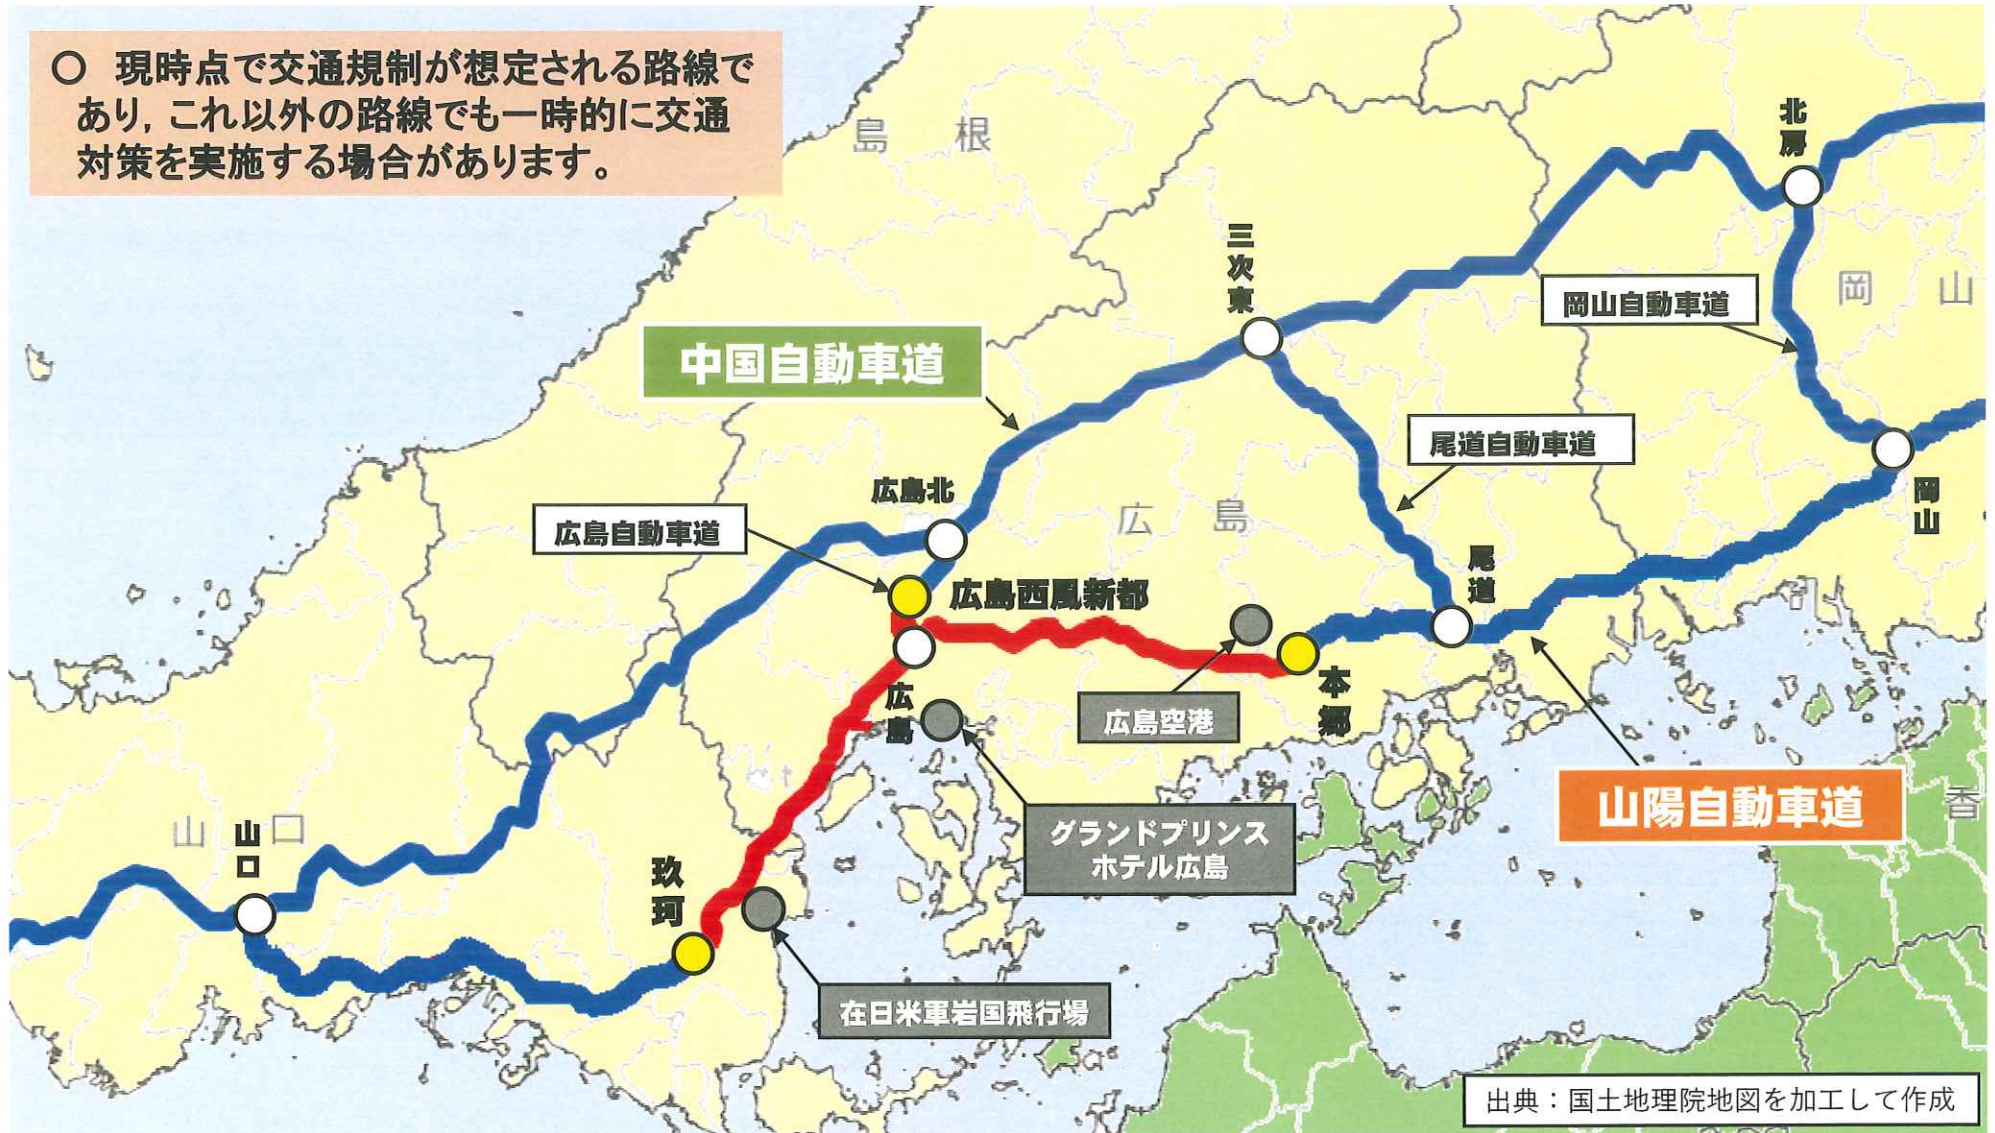 ○ 現時点で交通規制が想定される路線で
あり，これ以外の路線でも一時的に交通
対策を実施する場合があります。
島根
北房
三次東
岡山自動車道
岡山
中国自動車道
尾道自動車道
広島北
広島
岡山
広島自動車道
尾道
広島西風新都
広島
広島空港
本郷
山陽自動車道
香
グランドプリンス
ホテル広島
山口
山口
玖珂
在日米軍岩国飛行場
出典：国土地理院地図を加工して作成